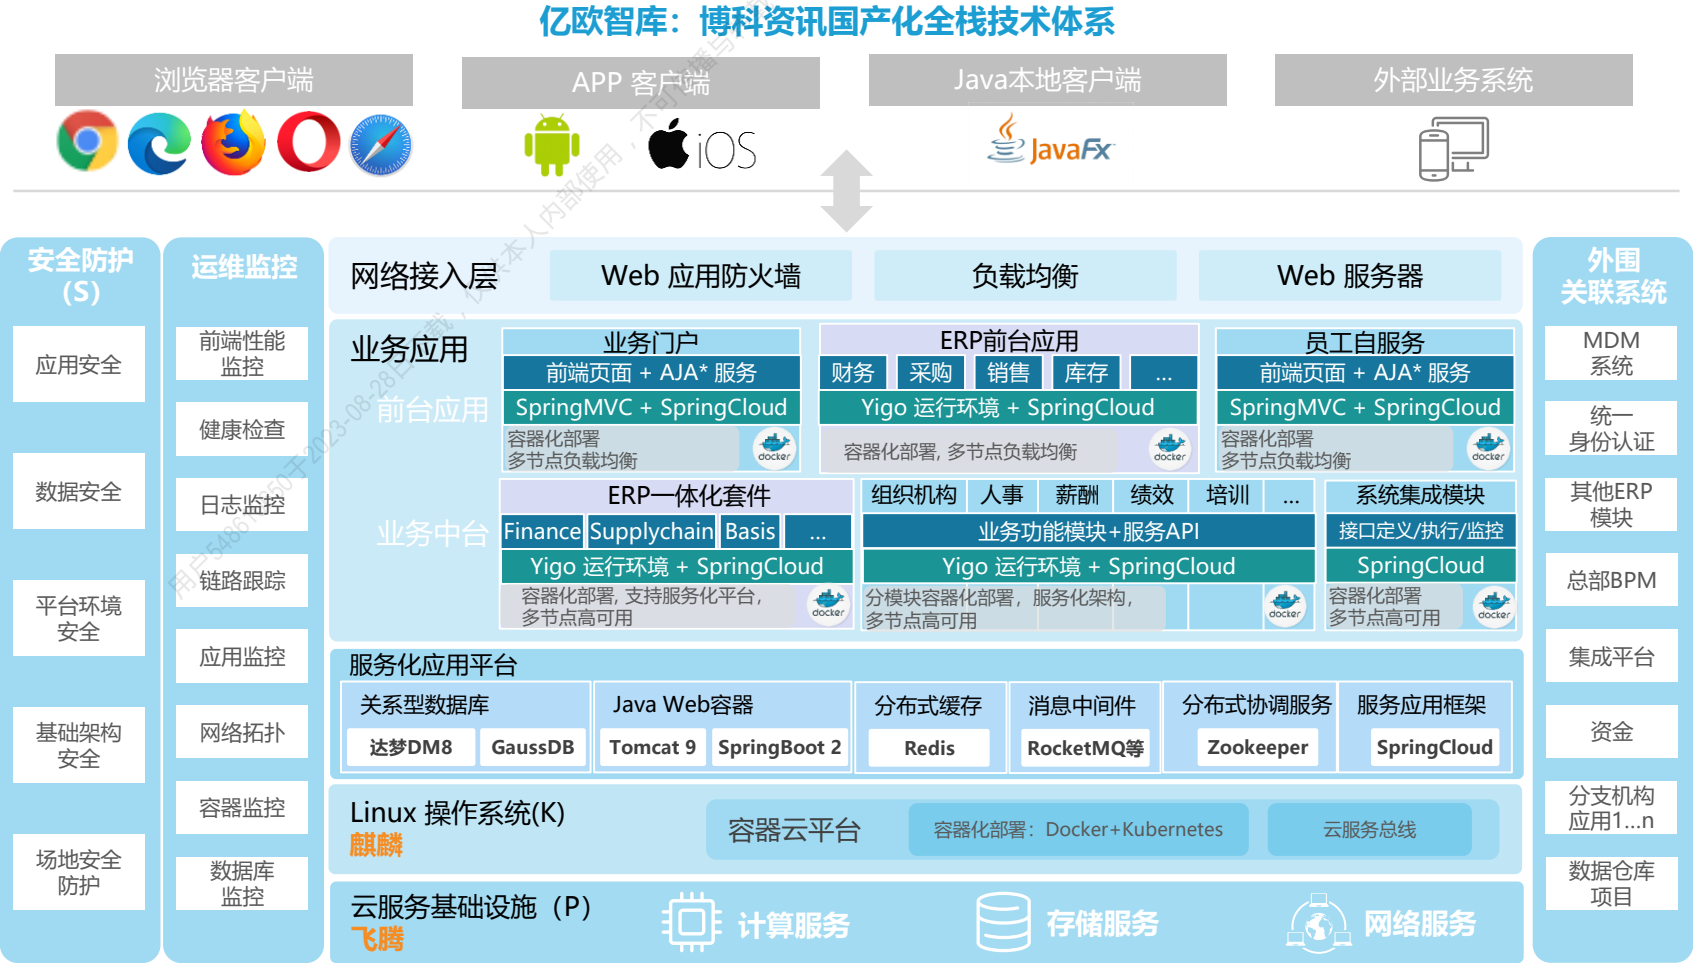 亿欧智库：博科资讯国产化全栈技术体系
浏览器客户端
APP 客户端
Java本地客户端
外部业务系统
iOS
JavaFX
安全防护
（S）
应用安全
数据安全
平台环境
安全
基础架构
安全
场地安全
防护
运维监控
前端性能
监控
健康检查
日志监控
链路跟踪
应用监控
网络拓扑
容器监控
数据库
监控
网络接入层
Web 应用防火墙
负载均衡
Web 服务器
业务应用
前台应用
业务门户
前端页面 + AJA* 服务
SpringMVC + SpringCloud
容器化部署
多节点负载均衡
docker
ERP前台应用
财务
采购
销售
库存
...
Yigo 运行环境 + SpringCloud
容器化部署, 多节点负载均衡
docker
员工自服务
前端页面 + AJA* 服务
SpringMVC + SpringCloud
容器化部署
多节点负载均衡
docker
业务中台
ERP一体化套件
Finance
Supplychain
Basis
...
Yigo 运行环境 + SpringCloud
容器化部署, 支持服务化平台，
多节点高可用
docker
组织机构
人事
薪酬
绩效
培训
...
业务功能模块+服务API
Yigo 运行环境 + SpringCloud
分模块容器化部署，服务化架构，
多节点高可用
docker
系统集成模块
接口定义/执行/监控
SpringCloud
容器化部署
多节点高可用
docker
服务化应用平台
关系型数据库
达梦DM8
GaussDB
Java Web容器
Tomcat 9
SpringBoot 2
分布式缓存
Redis
消息中间件
RocketMQ等
分布式协调服务
Zookeeper
服务应用框架
SpringCloud
Linux 操作系统(K)
麒麟
容器云平台
容器化部署：Docker+Kubernetes
云服务总线
云服务基础设施（P）
飞腾
计算服务
存储服务
网络服务
外围
关联系统
MDM
系统
统一
身份认证
其他ERP
模块
总部BPM
集成平台
资金
分支机构
应用1...n
数据仓库
项目